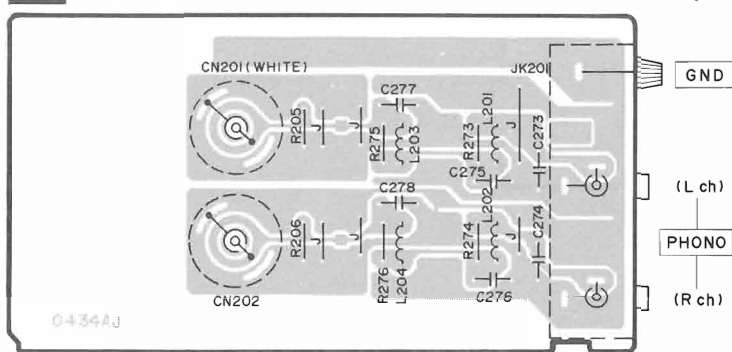 CN201(WHITE)
JK201
GND
C277
R205
J
J
R275
L203
R273
L201
J
C273
C275
(L ch)
C278
L202
PHONO
R206
J
J
R276
L204
R274
J
C274
C276
(R ch)
CN202
0434AJ